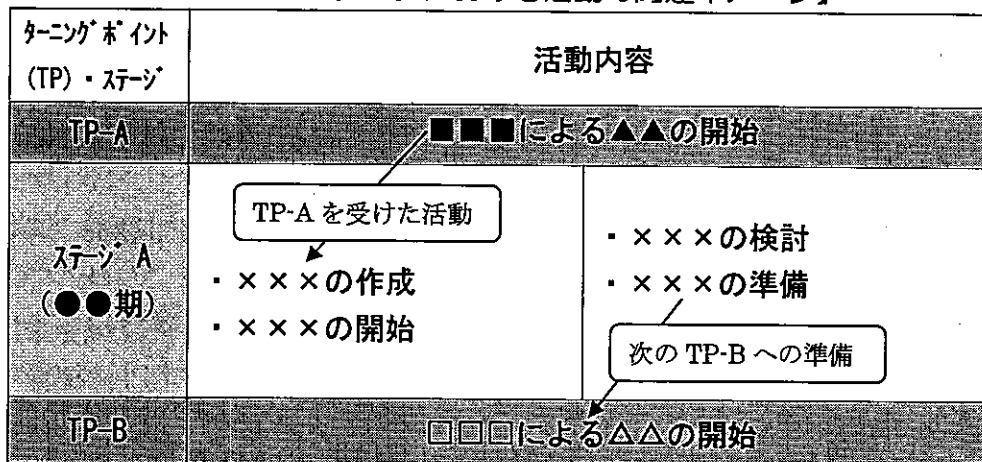 ターニングポイント
(TP)・ステージ
活動内容
TP-A
■■■による▲▲の開始
TP-Aを受けた活動
ステージA
(●●期)
・×××の作成
・×××の開始
・×××の検討
・×××の準備
次のTP-Bへの準備
TP-B
□□□による△△の開始